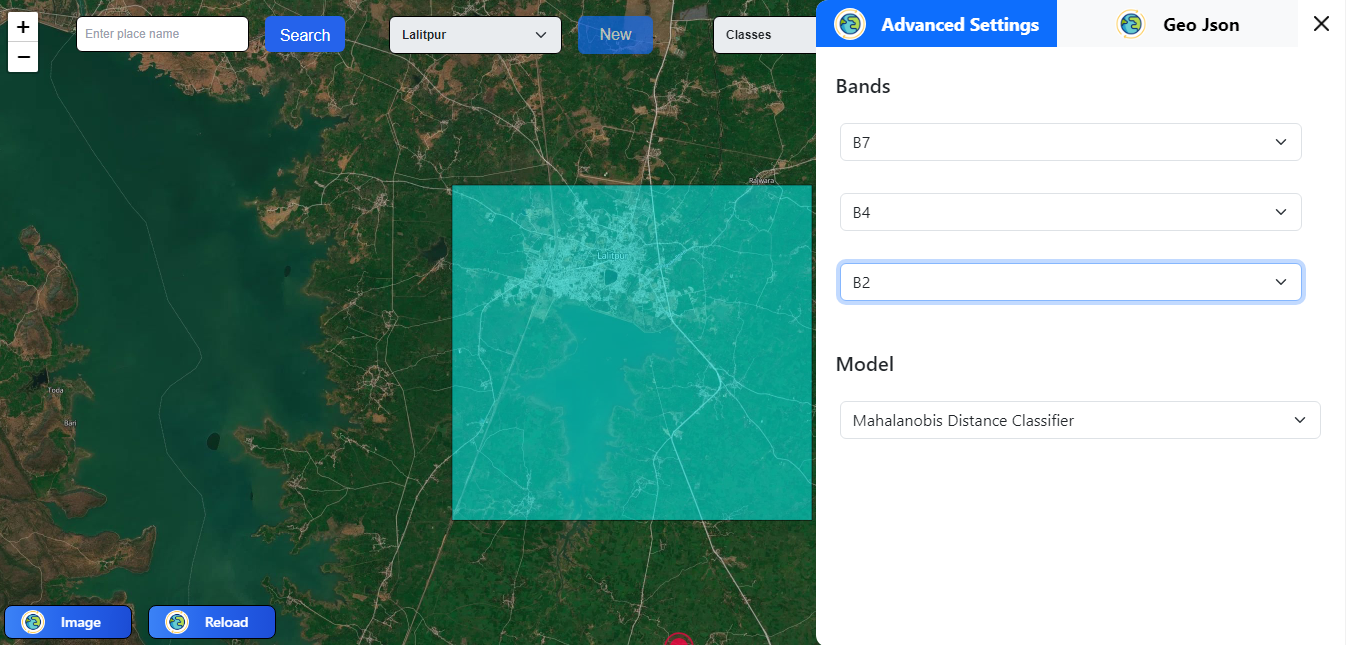 +
−
Enter place name
Search
Lalitpur
New
Classes
Advanced Settings
Geo Json
Bands
B7
B4
B2
Model
Mahalanobis Distance Classifier
Rajwara
Lalitpur
Toda
Bari
Image
Reload